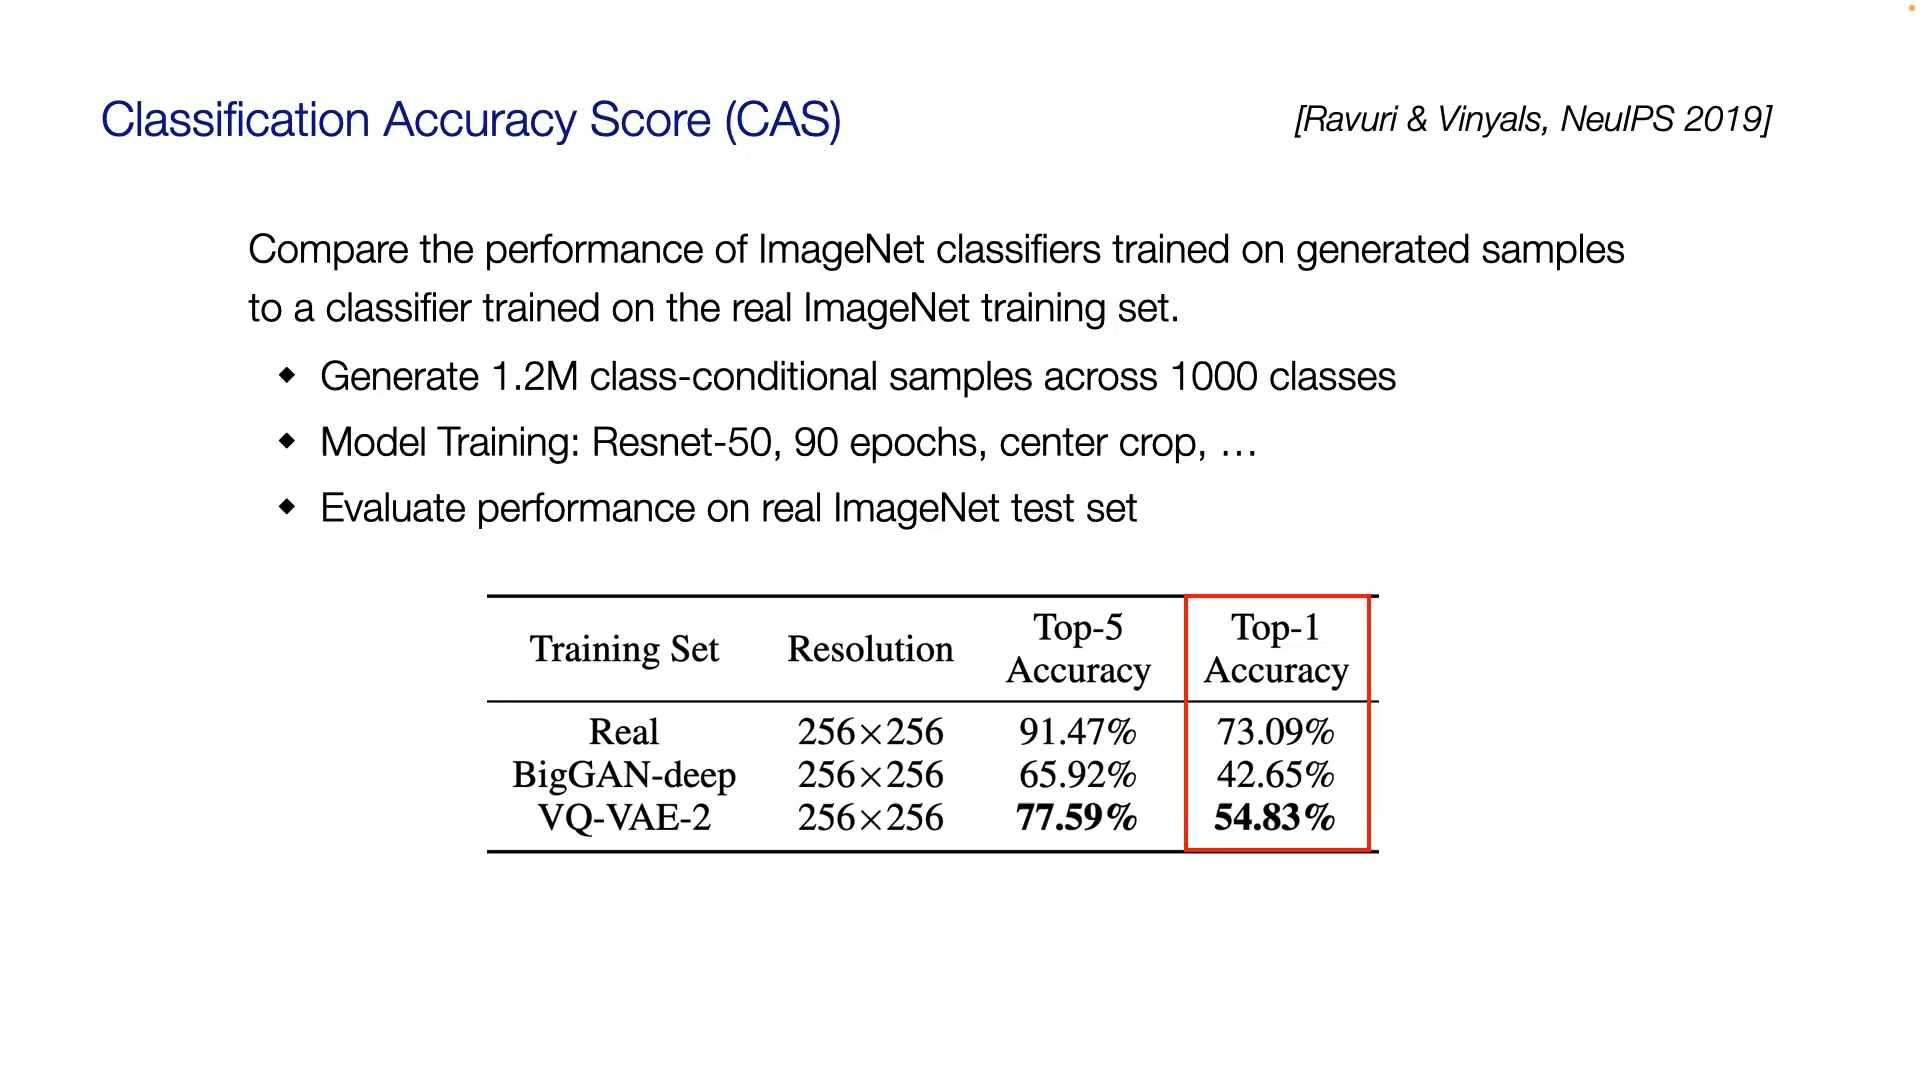 Classification Accuracy Score (CAS)
[Ravuri & Vinyals, NeuIPS 2019]
Compare the performance of ImageNet classifiers trained on generated samples
to a classifier trained on the real ImageNet training set.
◆ Generate 1.2M class-conditional samples across 1000 classes
◆ Model Training: Resnet-50, 90 epochs, center crop, …
◆ Evaluate performance on real ImageNet test set
Training Set Resolution Top-5 Accuracy Top-1 Accuracy
Real 256×256 91.47% 73.09%
BigGAN-deep 256×256 65.92% 42.65%
VQ-VAE-2 256×256 77.59% 54.83%